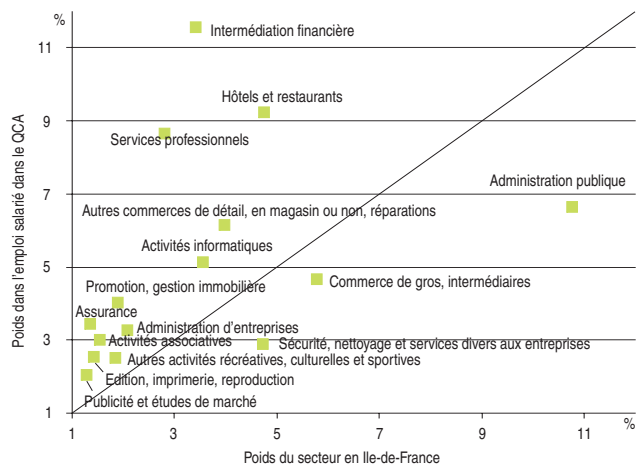 %
Intermédiation financière
11
Hôtels et restaurants
9
Services professionnels
Administration publique
7
Autres commerces de détail, en magasin ou non, réparations
Activités informatiques
5
Commerce de gros, intermédiaires
Promotion, gestion immobilière
Assurance
Administration d'entreprises
3
Activités associatives
Sécurité, nettoyage et services divers aux entreprises
Autres activités récréatives, culturelles et sportives
Edition, imprimerie, reproduction
Publicité et études de marché
1
1
3
5
7
9
11
%
Poids du secteur en Ile-de-France
Poids dans l'emploi salarié dans le QCA